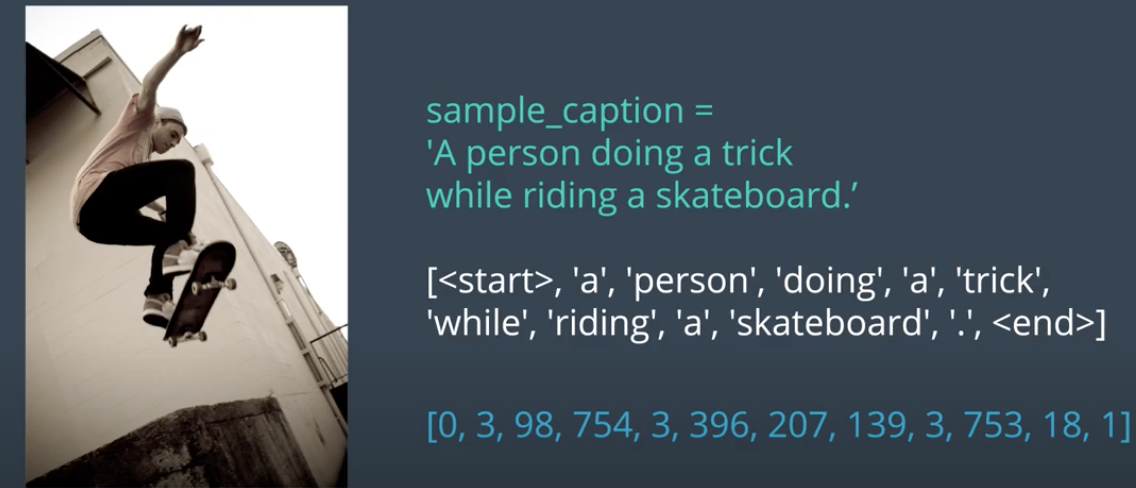 sample_caption =
'A person doing a trick
while riding a skateboard.’
[<start>, 'a', 'person', 'doing', 'a', 'trick',
'while', 'riding', 'a', 'skateboard', '.', <end>]
[0, 3, 98, 754, 3, 396, 207, 139, 3, 753, 18, 1]